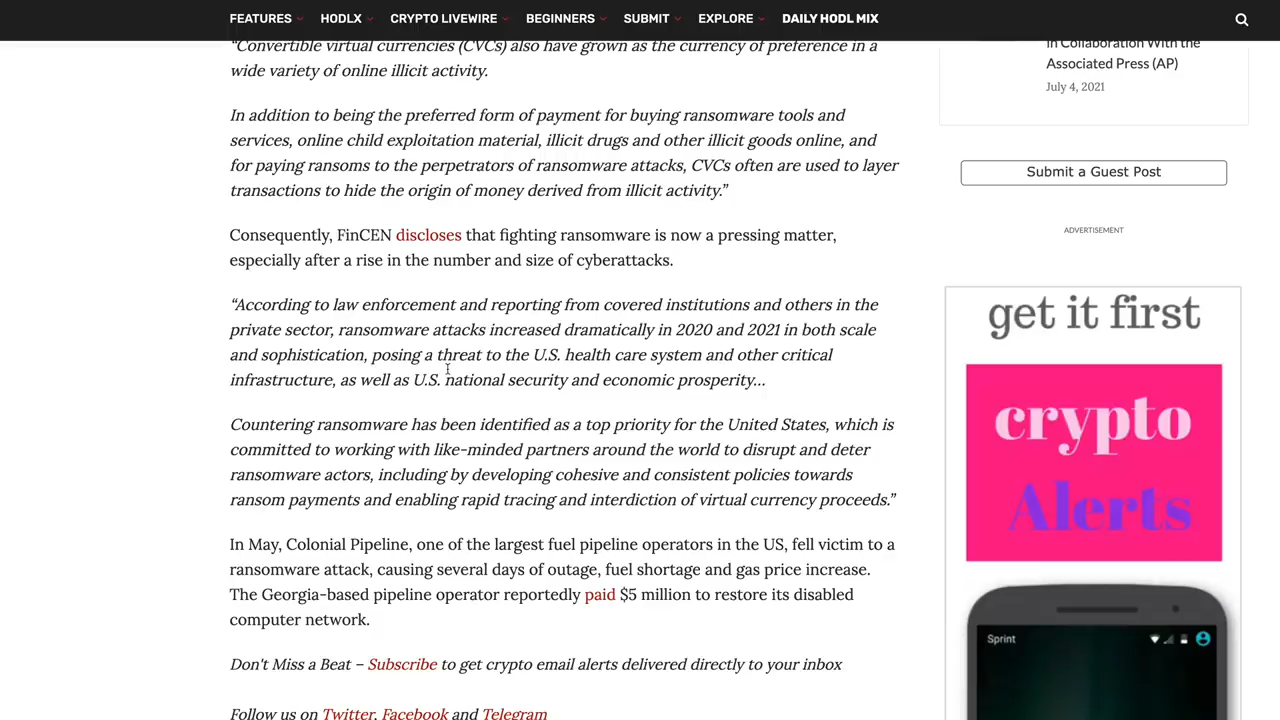 FEATURES HODLX CRYPTO LIVEWIRE BEGINNERS SUBMIT EXPLORE DAILY HODL MIX
“Convertible virtual currencies (CVCs) also have grown as the currency of preference in a
wide variety of online illicit activity.
In addition to being the preferred form of payment for buying ransomware tools and
services, online child exploitation material, illicit drugs and other illicit goods online, and
for paying ransoms to the perpetrators of ransomware attacks, CVCs often are used to layer
transactions to hide the origin of money derived from illicit activity.”
Consequently, FinCEN discloses that fighting ransomware is now a pressing matter,
especially after a rise in the number and size of cyberattacks.
“According to law enforcement and reporting from covered institutions and others in the
private sector, ransomware attacks increased dramatically in 2020 and 2021 in both scale
and sophistication, posing a threat to the U.S. health care system and other critical
infrastructure, as well as U.S. national security and economic prosperity…
Countering ransomware has been identified as a top priority for the United States, which is
committed to working with like-minded partners around the world to disrupt and deter
ransomware actors, including by developing cohesive and consistent policies towards
ransom payments and enabling rapid tracing and interdiction of virtual currency proceeds.”
In May, Colonial Pipeline, one of the largest fuel pipeline operators in the US, fell victim to a
ransomware attack, causing several days of outage, fuel shortage and gas price increase.
The Georgia-based pipeline operator reportedly paid $5 million to restore its disabled
computer network.
Don't Miss a Beat – Subscribe to get crypto email alerts delivered directly to your inbox
Follow us on Twitter, Facebook and Telegram
in Collaboration With the
Associated Press (AP)
July 4, 2021
Submit a Guest Post
ADVERTISEMENT
get it first
crypto
Alerts
Sprint